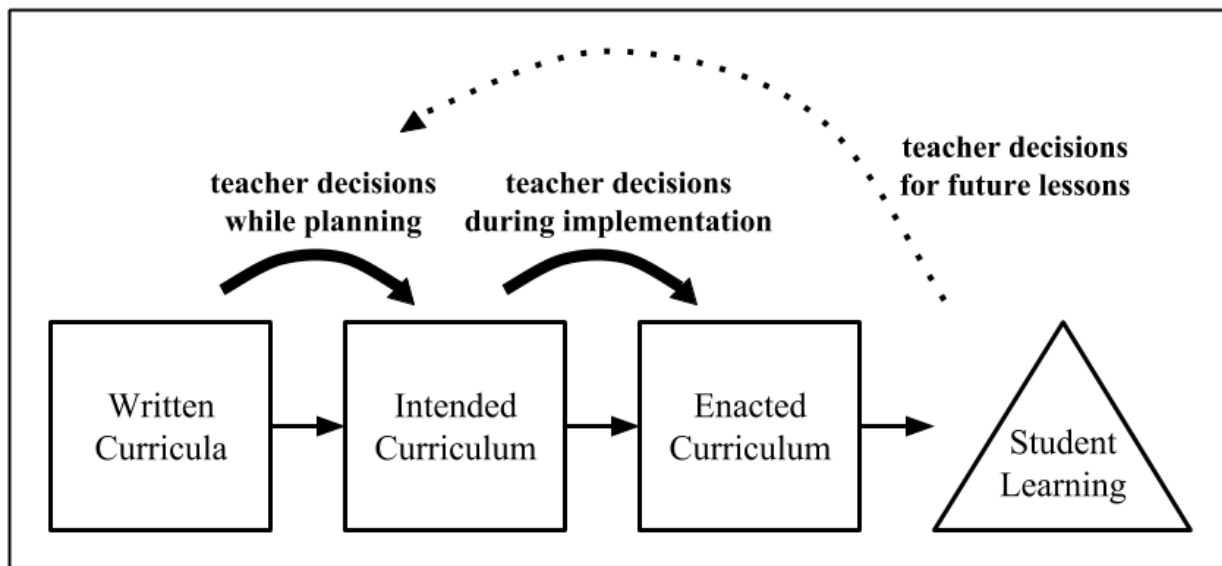 teacher decisions
for future lessons
teacher decisions
while planning
teacher decisions
during implementation
Written
Curricula
Intended
Curriculum
Enacted
Curriculum
Student
Learning